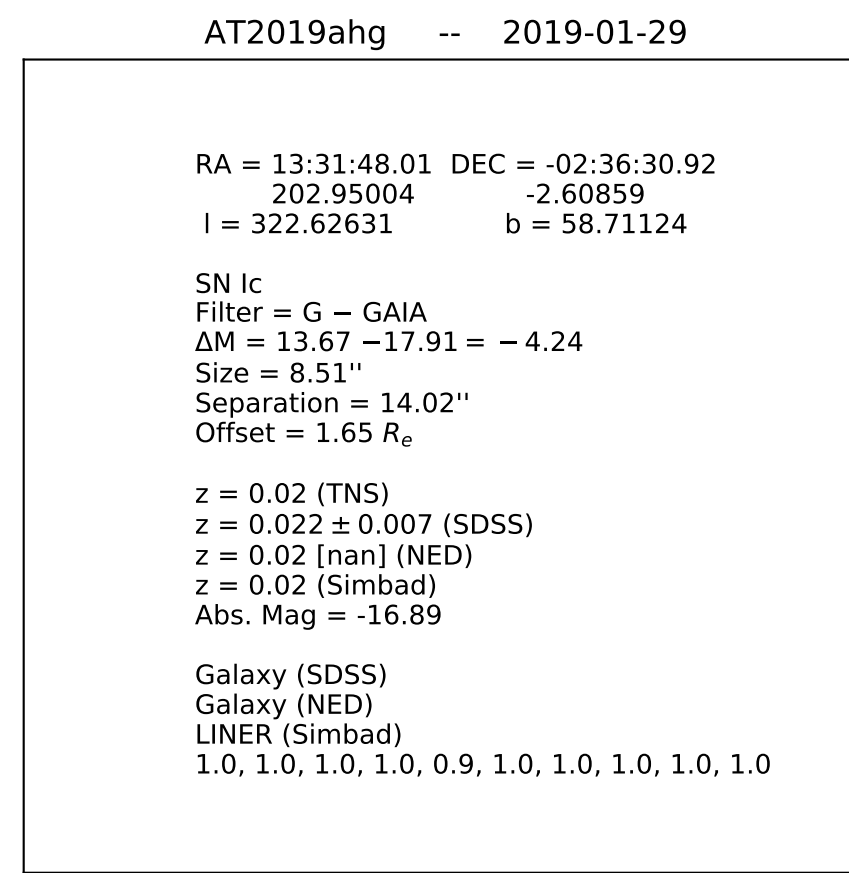 AT2019ahg -- 2019-01-29
RA = 13:31:48.01 DEC = -02:36:30.92
202.95004 -2.60859
l = 322.62631 b = 58.71124
SN Ic
Filter = G − GAIA
ΔM = 13.67 −17.91 = − 4.24
Size = 8.51''
Separation = 14.02''
Offset = 1.65 Re
z = 0.02 (TNS)
z = 0.022 ± 0.007 (SDSS)
z = 0.02 [nan] (NED)
z = 0.02 (Simbad)
Abs. Mag = -16.89
Galaxy (SDSS)
Galaxy (NED)
LINER (Simbad)
1.0, 1.0, 1.0, 1.0, 0.9, 1.0, 1.0, 1.0, 1.0, 1.0